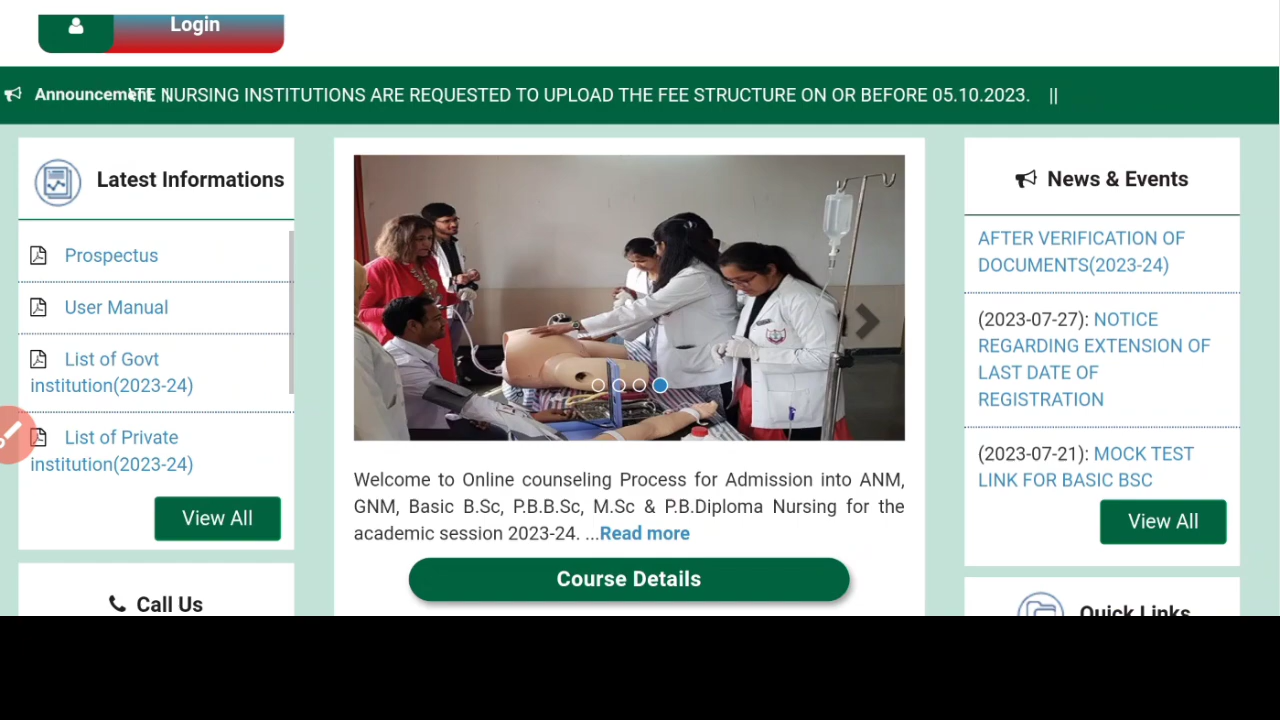 Login
Announcement
NURSING INSTITUTIONS ARE REQUESTED TO UPLOAD THE FEE STRUCTURE ON OR BEFORE 05.10.2023. ||
Latest Informations
Prospectus
User Manual
List of Govt
institution(2023-24)
List of Private
institution(2023-24)
View All
Call Us
Welcome to Online counseling Process for Admission into ANM,
GNM, Basic B.Sc, P.B.B.Sc, M.Sc & P.B.Diploma Nursing for the
academic session 2023-24. ...Read more
Course Details
News & Events
AFTER VERIFICATION OF
DOCUMENTS(2023-24)
(2023-07-27): NOTICE
REGARDING EXTENSION OF
LAST DATE OF
REGISTRATION
(2023-07-21): MOCK TEST
LINK FOR BASIC BSC
View All
Quick Links